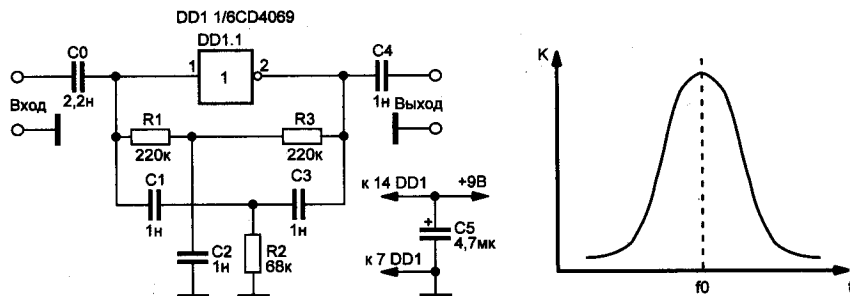 DD1 1/6CD4069
DD1.1
C0
C4
1
1
2
2,2н
1н
Вход
Выход
R1
R3
220к
220к
C1
C3
1н
1н
C2
1н
R2
68к
к 14 DD1
+9В
+
C5
4,7мк
к 7 DD1
K
f0
f